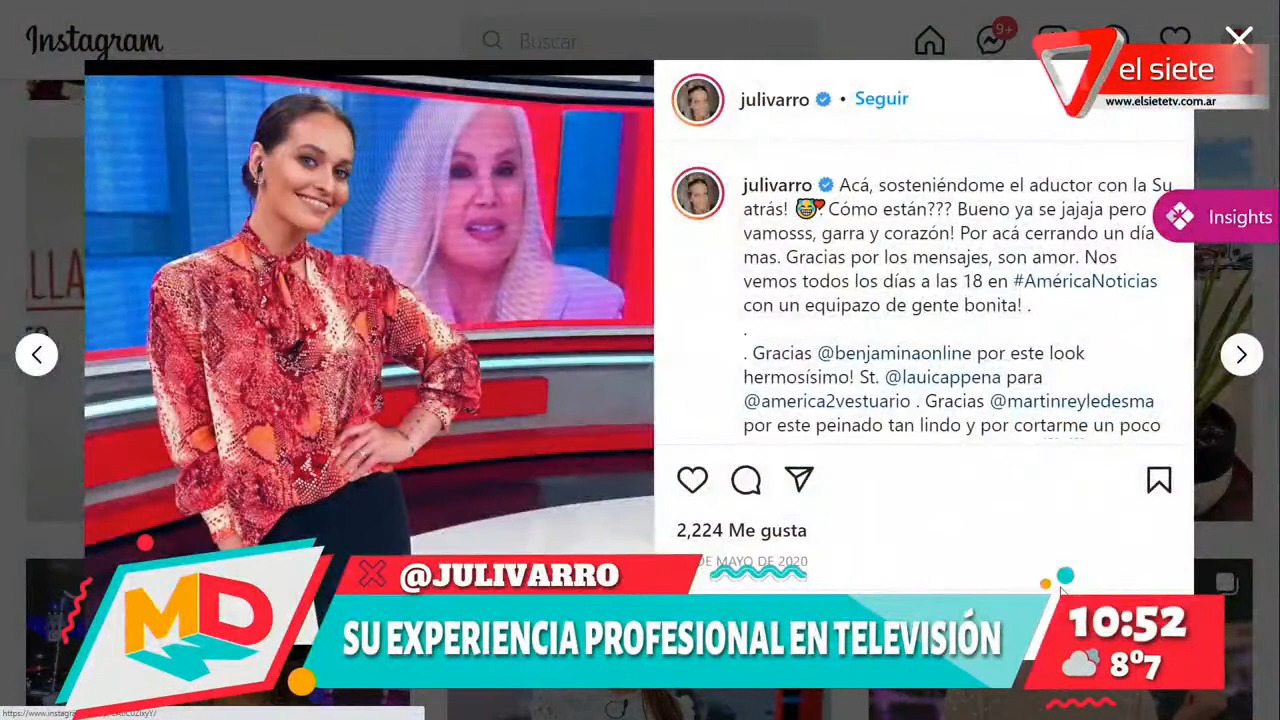 Instagram
Buscar
9+
el siete
www.elsietetv.com.ar
julivarro • Seguir
julivarro Acá, sosteniéndome el aductor con la Su
atrás! Cómo están??? Bueno ya se jajaja pero
vamosss, garra y corazón! Por acá cerrando un día
mas. Gracias por los mensajes, son amor. Nos
vemos todos los días a las 18 en #AméricaNoticias
con un equipazo de gente bonita! .
.
. Gracias @benjaminaonline por este look
hermosísimo! St. @lauicappena para
@america2vestuario . Gracias @martinreyledesma
por este peinado tan lindo y por cortarme un poco
Insights
2,224 Me gusta
DE MAYO DE 2020
@JULIVARRO
MD
SU EXPERIENCIA PROFESIONAL EN TELEVISIÓN
10:52
8º7